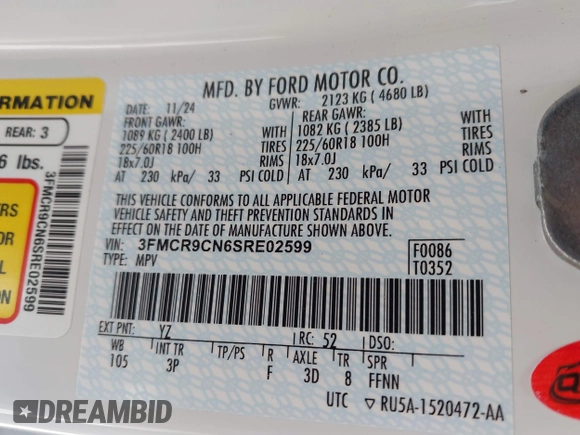 MFD. BY FORD MOTOR CO.
DATE: 11/24 GVWR: 2123 KG ( 4680 LB)
FRONT GAWR: REAR GAWR:
1089 KG ( 2400 LB) WITH 1082 KG ( 2385 LB) WITH
225/60R18 100H TIRES 225/60R18 100H TIRES
18x7.0J RIMS 18x7.0J RIMS
AT 230 kPa/ 33 PSI COLD AT 230 kPa/ 33 PSI COLD
THIS VEHICLE CONFORMS TO ALL APPLICABLE FEDERAL MOTOR
VEHICLE SAFETY AND THEFT PREVENTION STANDARDS IN
EFFECT ON THE DATE OF MANUFACTURE SHOWN ABOVE.
VIN: 3FMCR9CN6SRE02599
TYPE: MPV
F0086
T0352
EXT PNT: YZ RC: 52 DSO:
WB INT TR TP/PS R AXLE TR SPR
105 3P F 3D 8 FFNN
UTC ▽ RU5A-1520472-AA
ORMATION
REAR: 3
6 lbs.
ERS
OR
L
ON
3FMCR9CN6SRE02599
DREAMBID